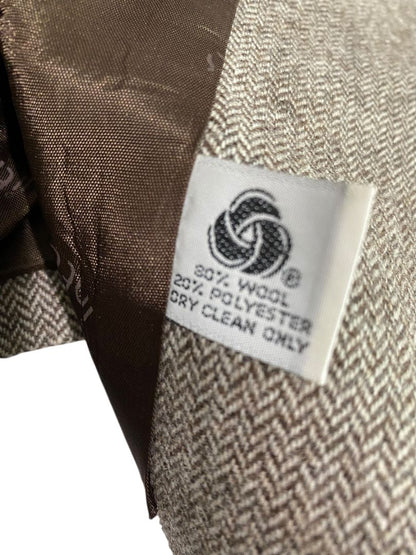 ®
80% WOOL
20% POLYESTER
DRY CLEAN ONLY